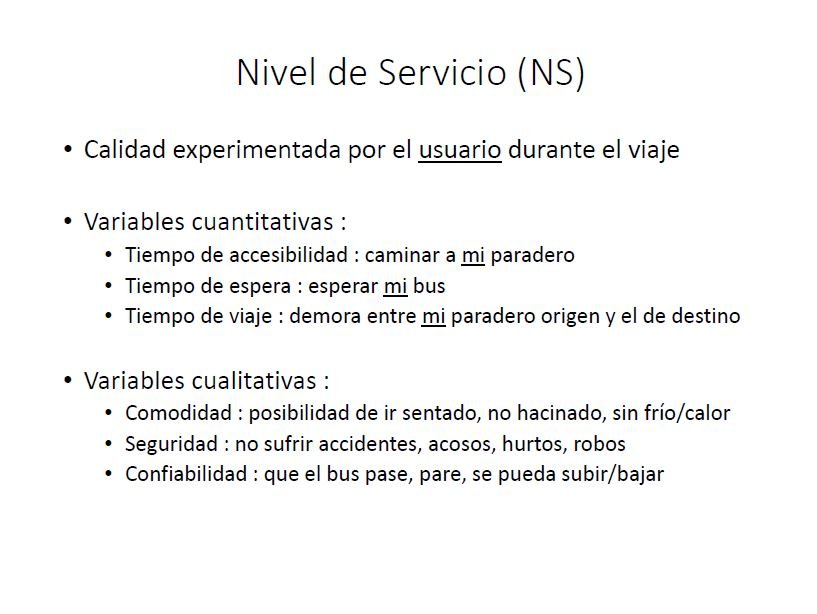 Nivel de Servicio (NS)
• Calidad experimentada por el usuario durante el viaje
• Variables cuantitativas :
• Tiempo de accesibilidad : caminar a mi paradero
• Tiempo de espera : esperar mi bus
• Tiempo de viaje : demora entre mi paradero origen y el de destino
• Variables cualitativas :
• Comodidad : posibilidad de ir sentado, no hacinado, sin frío/calor
• Seguridad : no sufrir accidentes, acosos, hurtos, robos
• Confiabilidad : que el bus pase, pare, se pueda subir/bajar